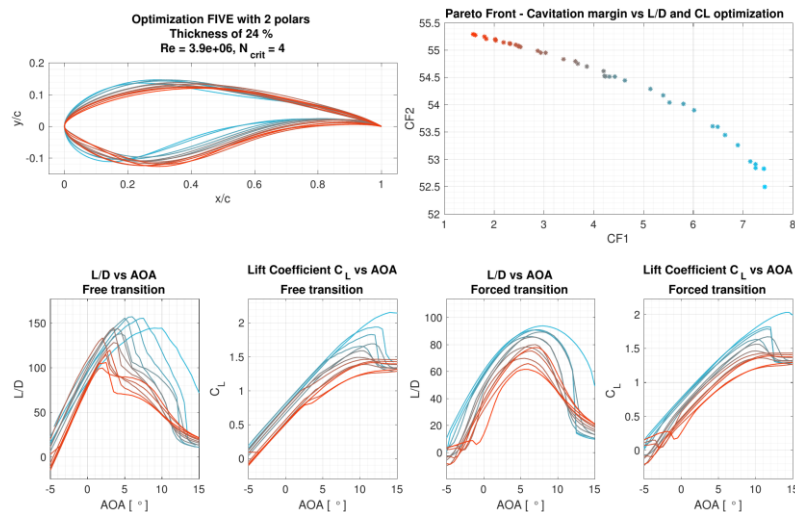 Optimization FIVE with 2 polars
Thickness of 24 %
Re = 3.9e+06, N_crit = 4
0.2
0.1
0
-0.1
y/c
0
0.2
0.4
0.6
0.8
1
x/c
Pareto Front - Cavitation margin vs L/D and CL optimization
55.5
55
54.5
54
53.5
53
52.5
52
CF2
1
2
3
4
5
6
7
8
CF1
L/D vs AOA
Free transition
150
100
50
0
L/D
-5
0
5
10
15
AOA [ ° ]
Lift Coefficient C_L vs AOA
Free transition
2
1.5
1
0.5
0
C_L
-5
0
5
10
15
AOA [ ° ]
L/D vs AOA
Forced transition
100
80
60
40
20
0
L/D
-5
0
5
10
15
AOA [ ° ]
Lift Coefficient C_L vs AOA
Forced transition
2
1.5
1
0.5
0
C_L
-5
0
5
10
15
AOA [ ° ]